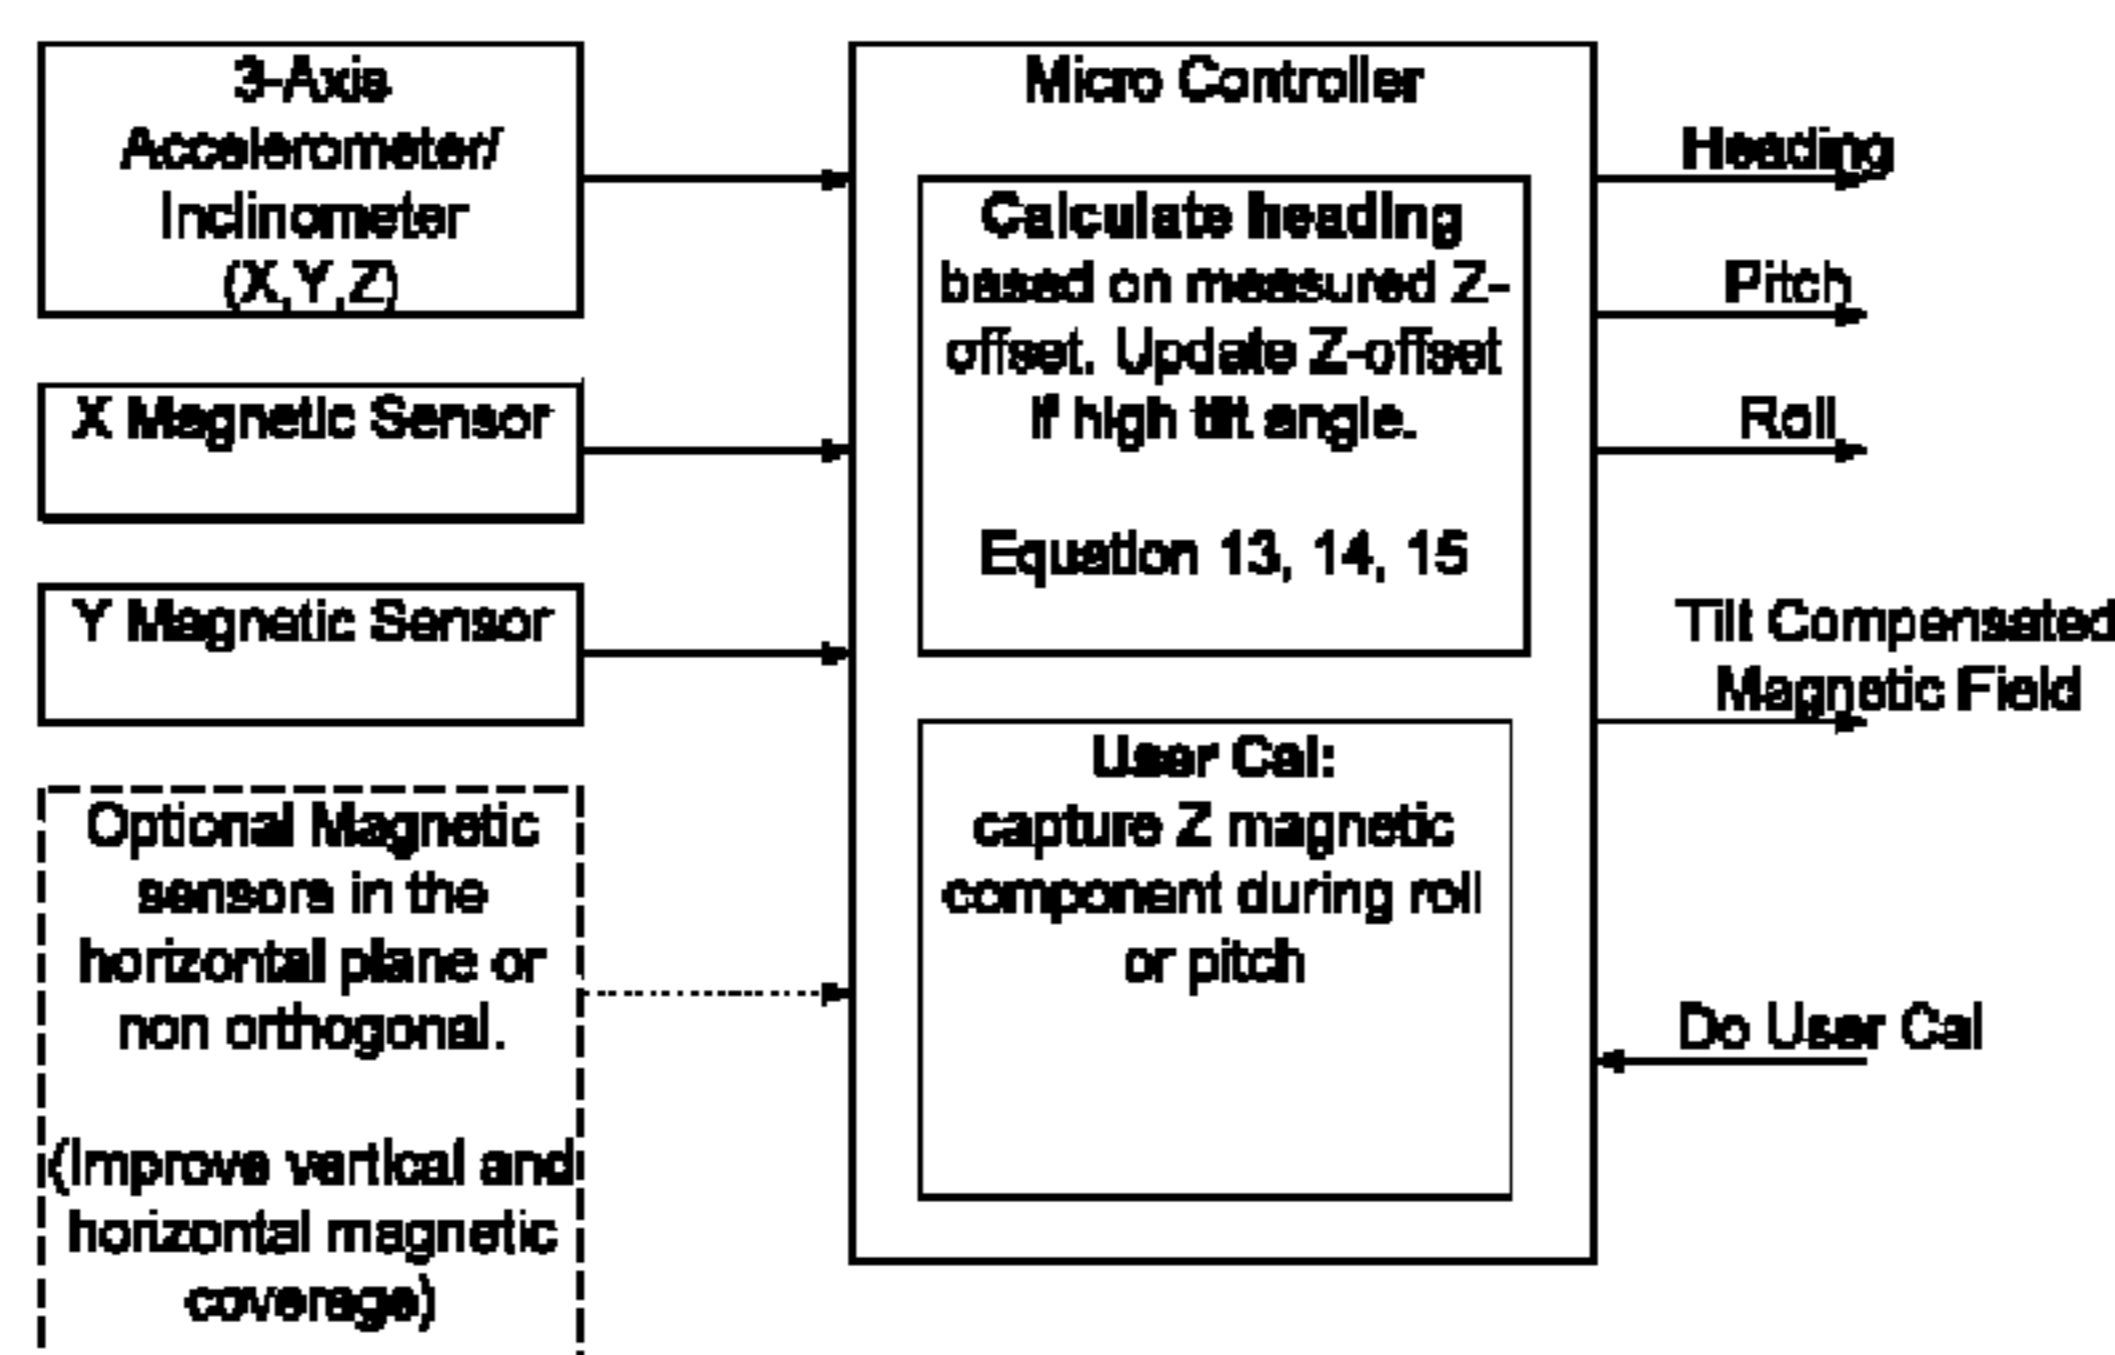 3-Axis
Accelerometer/
Inclinometer
(X,Y,Z)
X Magnetic Sensor
Y Magnetic Sensor
Optional Magnetic
sensors in the
horizontal plane or
non orthogonal.
(Improve vertical and
horizontal magnetic
coverage)
Micro Controller
Calculate heading
based on measured Z-
offset. Update Z-offset
if high tilt angle.
Equation 13, 14, 15
User Cal:
capture Z magnetic
component during roll
or pitch
Heading
Pitch
Roll
Tilt Compensated
Magnetic Field
Do User Cal